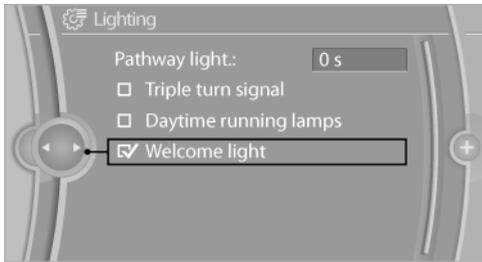 Lighting
Pathway light.: 0 s
Triple turn signal
Daytime running lamps
Welcome light